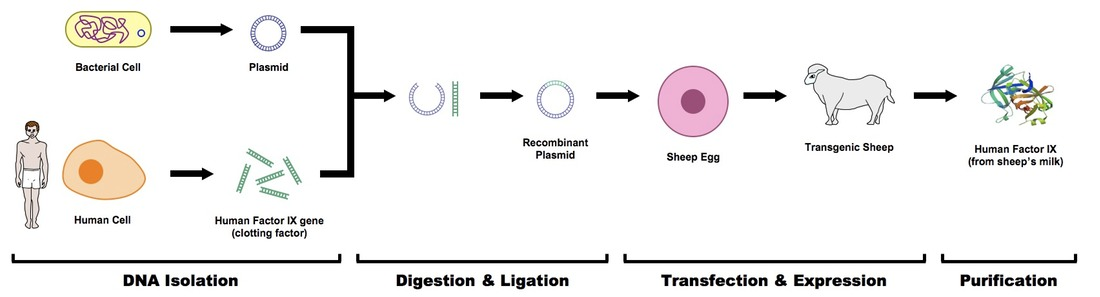 Bacterial Cell
Plasmid
Human Cell
Human Factor IX gene
(clotting factor)
Recombinant
Plasmid
Sheep Egg
Transgenic Sheep
Human Factor IX
(from sheep's milk)
DNA Isolation
Digestion & Ligation
Transfection & Expression
Purification